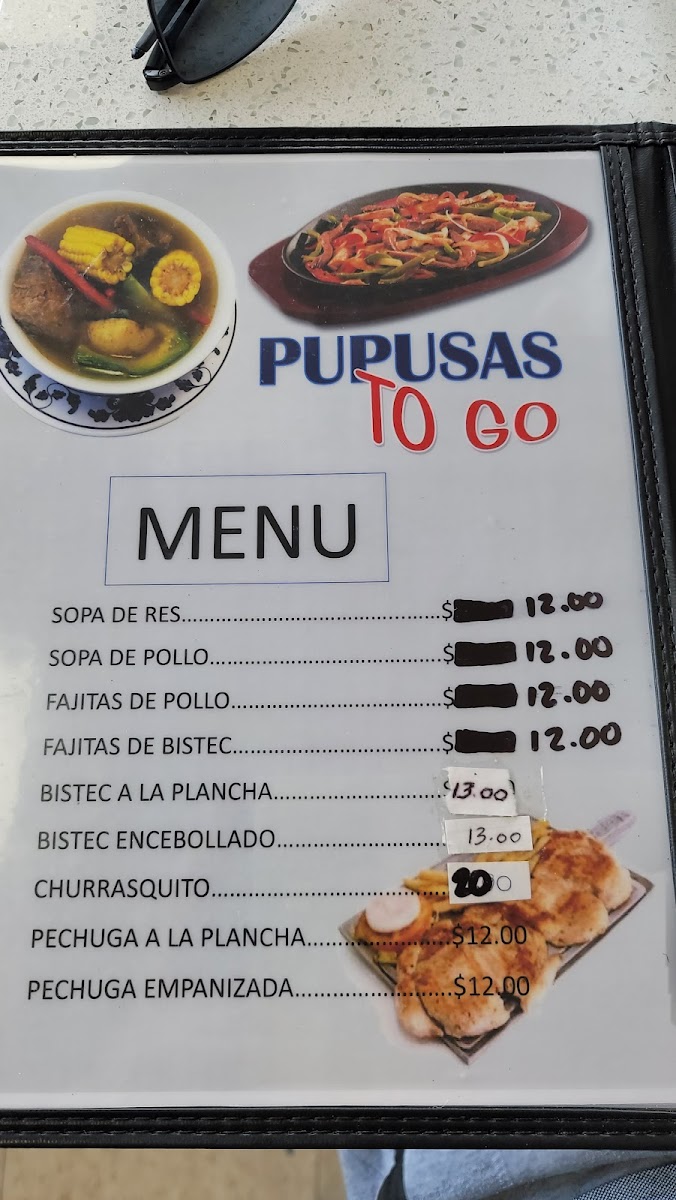 PUPUSAS
TO GO
MENU
SOPA DE RES..........................................$ 12.00
SOPA DE POLLO.....................................$ 12.00
FAJITAS DE POLLO..................................$ 12.00
FAJITAS DE BISTEC.................................$ 12.00
BISTEC A LA PLANCHA...........................13.00
BISTEC ENCEBOLLADO..........................13.00
CHURRASQUITO....................................20
PECHUGA A LA PLANCHA......................$12.00
PECHUGA EMPANIZADA........................$12.00